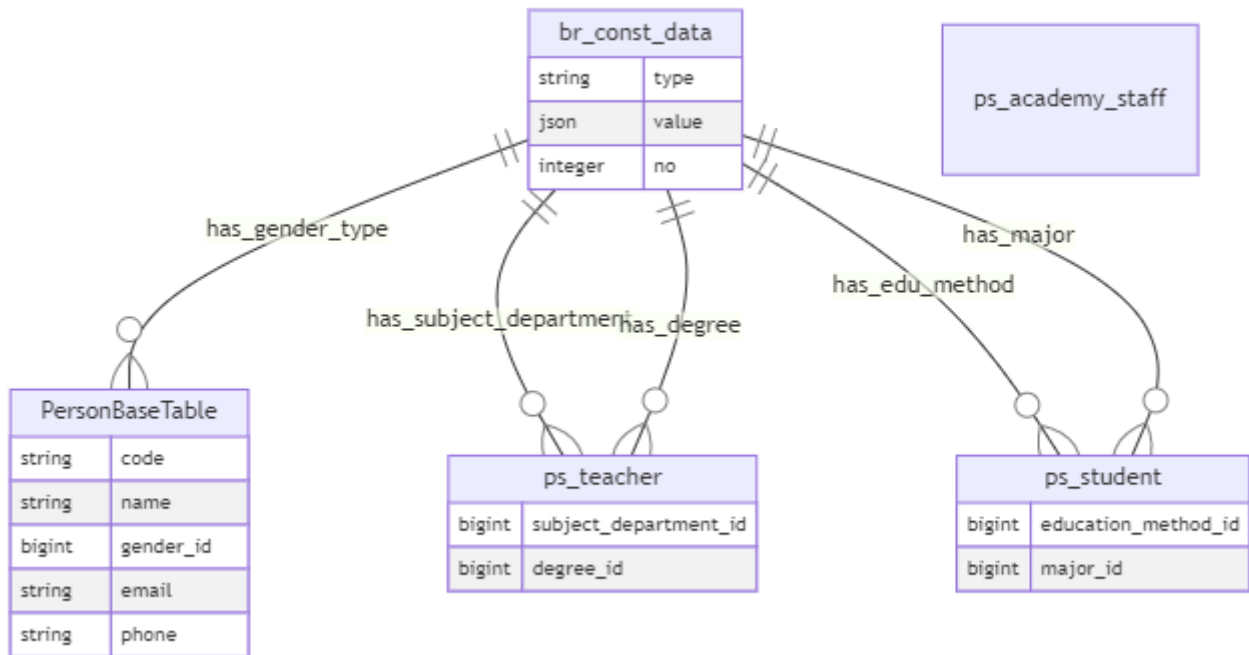 br_const_data
string type
json value
integer no
ps_academy_staff
has_gender_type
has_subject_department
has_degree
has_edu_method
has_major
PersonBaseTable
string code
string name
bigint gender_id
string email
string phone
ps_teacher
bigint subject_department_id
bigint degree_id
ps_student
bigint education_method_id
bigint major_id